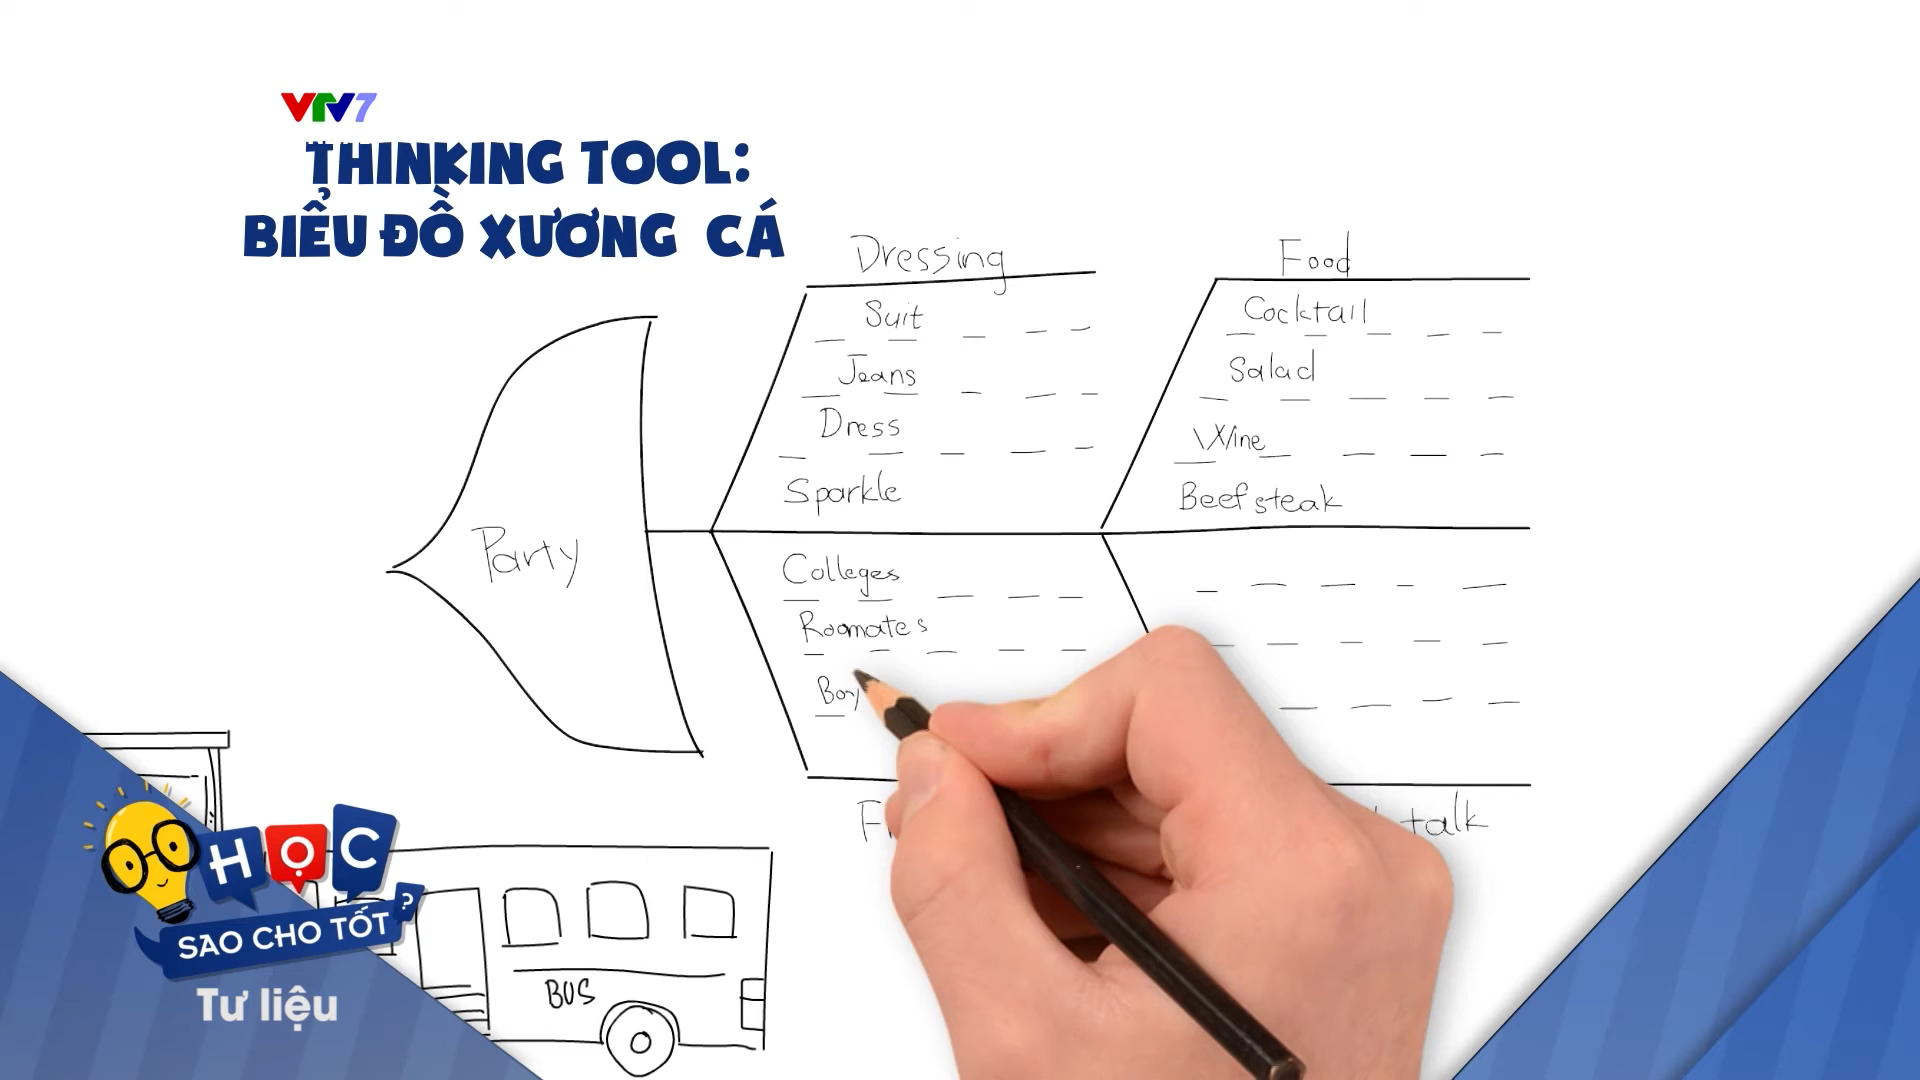 VTV7
THINKING TOOL:
BIỂU ĐỒ XƯƠNG CÁ
Dressing
Suit
Jeans
Dress
Sparkle
Food
Cocktail
Salad
Wine
Beefsteak
Party
Colleges
Roomates
Boy
talk
HỌC
SAO CHO TỐT?
Tư liệu
BUS